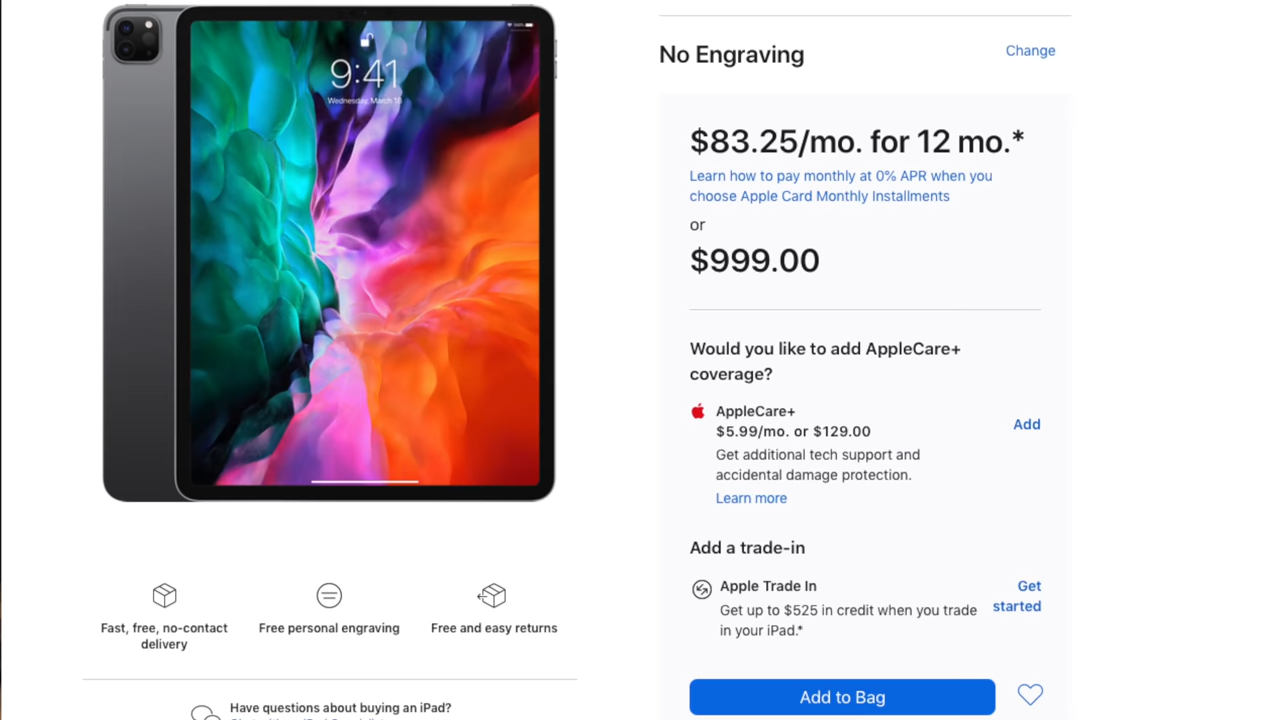 9:41
Wednesday, March 18
Fast, free, no-contact
delivery
Free personal engraving
Free and easy returns
Have questions about buying an iPad?
No Engraving
Change
$83.25/mo. for 12 mo.*
Learn how to pay monthly at 0% APR when you
choose Apple Card Monthly Installments
or
$999.00
Would you like to add AppleCare+
coverage?
AppleCare+
$5.99/mo. or $129.00
Add
Get additional tech support and
accidental damage protection.
Learn more
Add a trade-in
Apple Trade In
Get up to $525 in credit when you trade
in your iPad.*
Get
started
Add to Bag